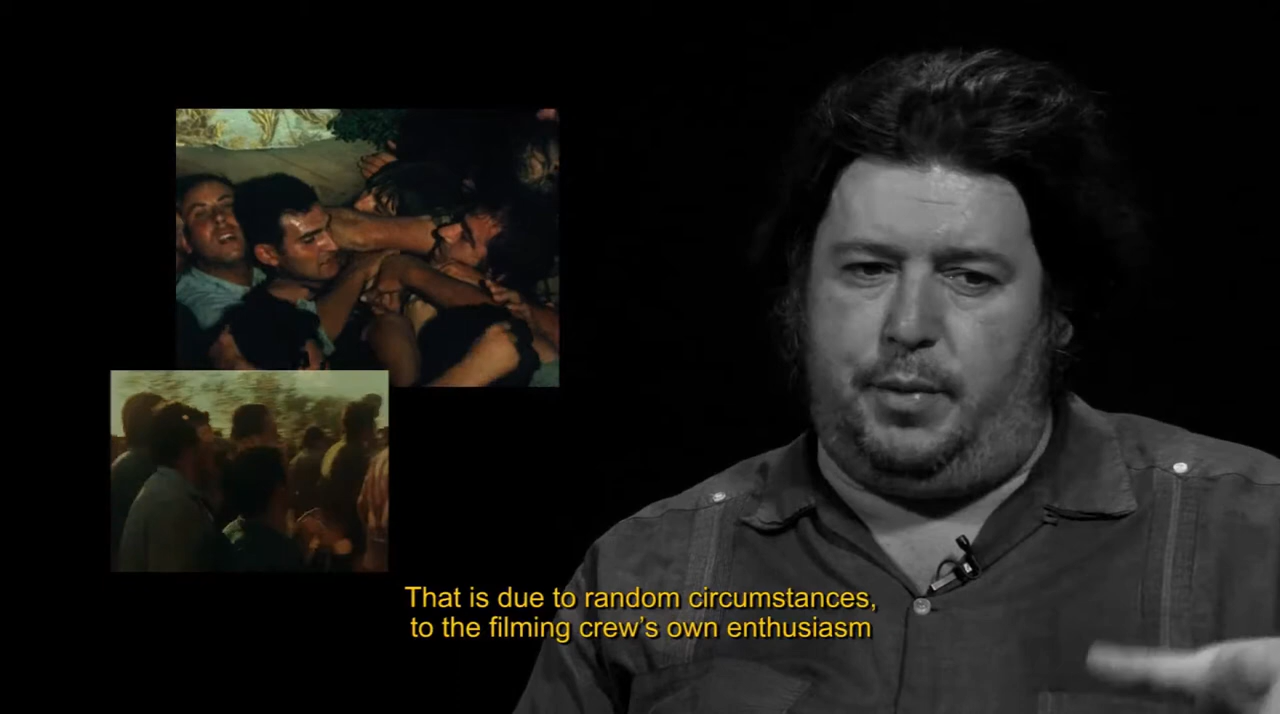 That is due to random circumstances,
to the filming crew's own enthusiasm